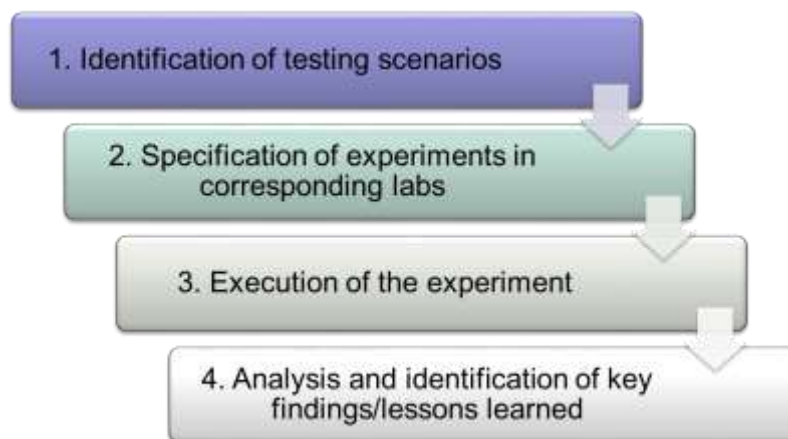 1. Identification of testing scenarios
2. Specification of experiments in
corresponding labs
3. Execution of the experiment
4. Analysis and identification of key
findings/lessons learned